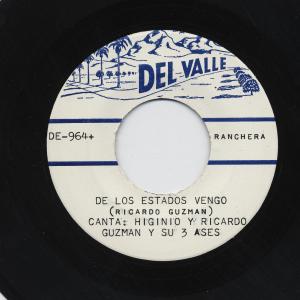 DEL-VALLE
DE-964+
RANCHERA
DE LOS ESTADOS VENGO
(RICARDO GUZMAN)
CANTA: HIGINIO Y RICARDO
GUZMAN Y SU 3 ASES